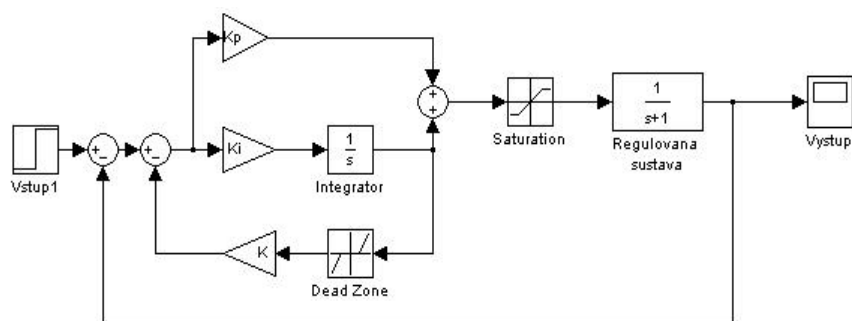 Kp
+
+
1
s+1
Saturation
Regulovana
sustava
Vystup
+
−
+
−
Ki
1
s
Vstup1
Integrator
K
Dead Zone